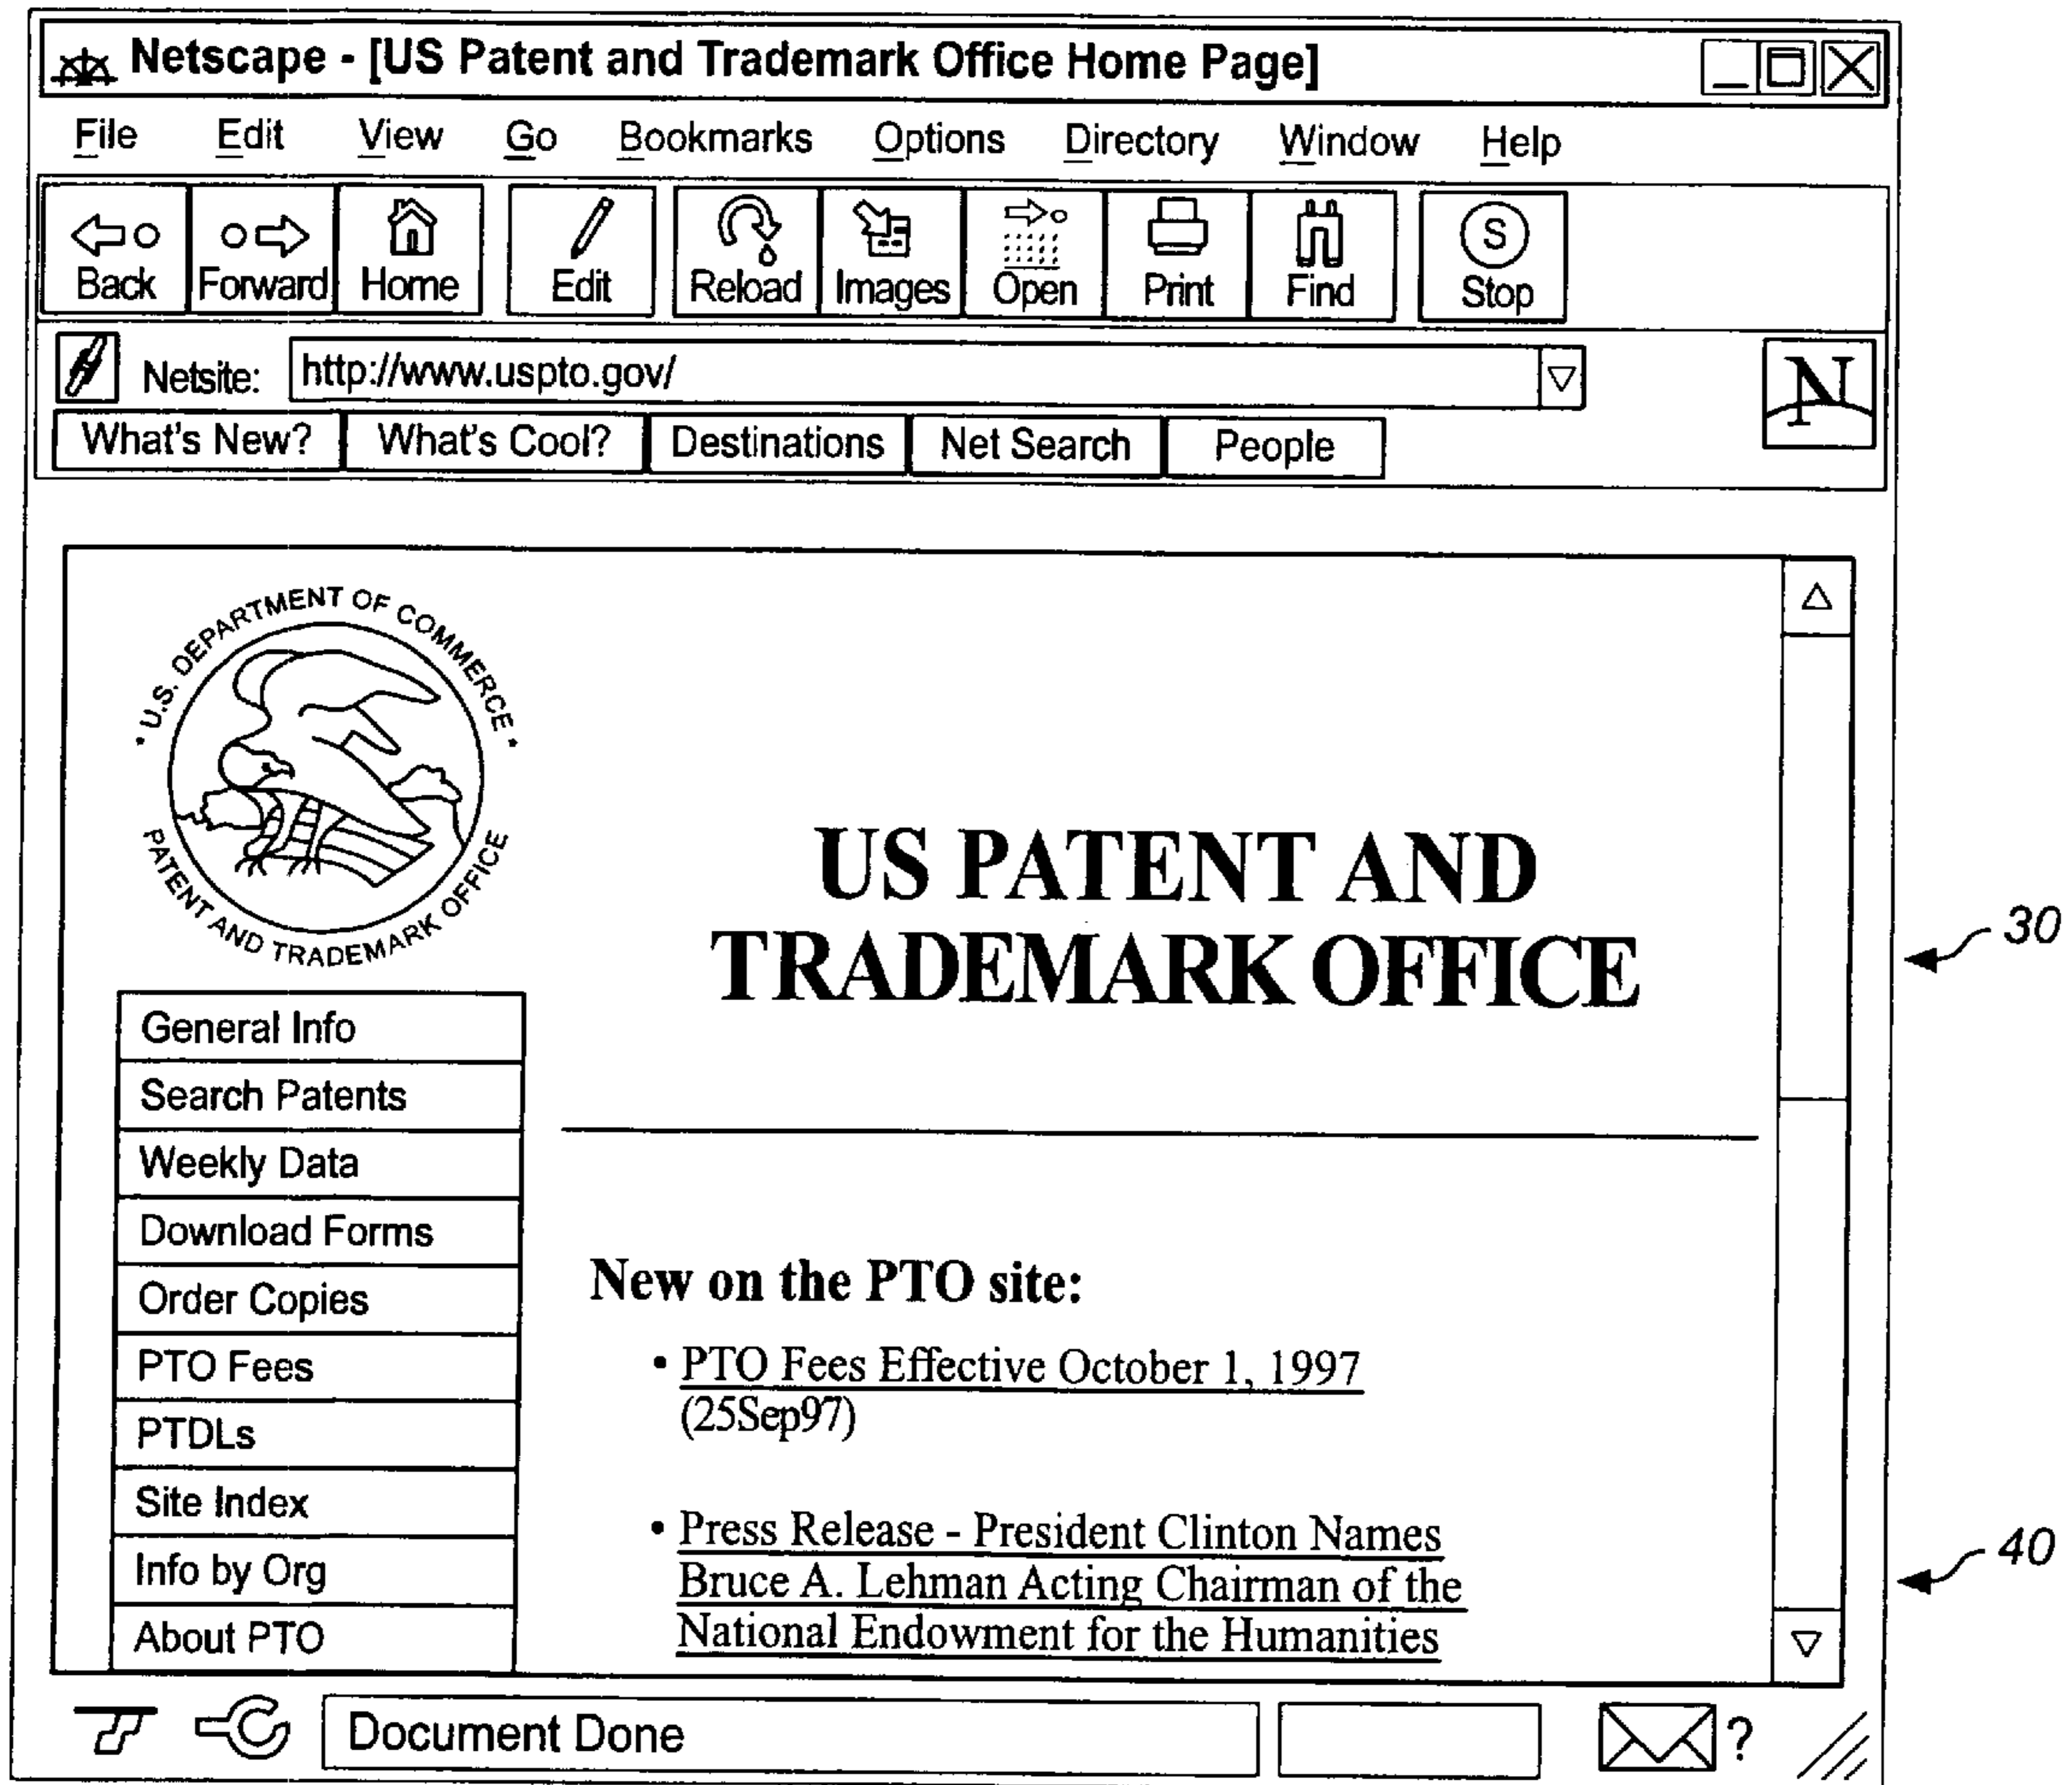 Netscape - [US Patent and Trademark Office Home Page]
File Edit View Go Bookmarks Options Directory Window Help
Back Forward Home Edit Reload Images Open Print Find S Stop
Netsite: http://www.uspto.gov/
N
What's New? What's Cool? Destinations Net Search People
* U.S. DEPARTMENT OF COMMERCE *
PATENT AND TRADEMARK OFFICE
US PATENT AND
TRADEMARK OFFICE
30
General Info
Search Patents
Weekly Data
Download Forms
Order Copies
PTO Fees
PTDLs
Site Index
Info by Org
About PTO
New on the PTO site:
• PTO Fees Effective October 1, 1997
(25Sep97)
• Press Release - President Clinton Names
Bruce A. Lehman Acting Chairman of the
National Endowment for the Humanities
40
Document Done
?